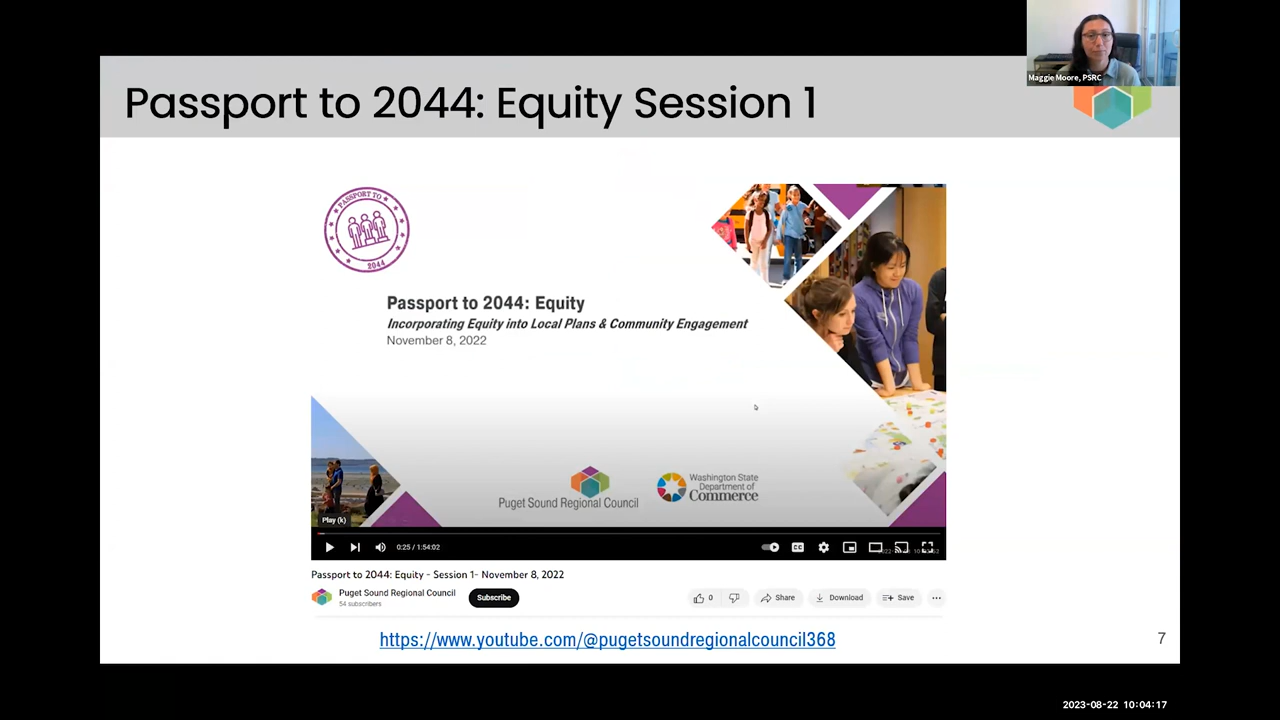 Maggie Moore, PSRC
Passport to 2044: Equity Session 1
PASSPORT TO
2044
Passport to 2044: Equity
Incorporating Equity into Local Plans & Community Engagement
November 8, 2022
Puget Sound Regional Council
Washington State
Department of
Commerce
Play (k)
0:25 / 1:54:02
CC
Passport to 2044: Equity - Session 1- November 8, 2022
Puget Sound Regional Council
54 subscribers
Subscribe
0
Share
Download
Save
https://www.youtube.com/@pugetsoundregionalcouncil368
7
2023-08-22 10:04:17